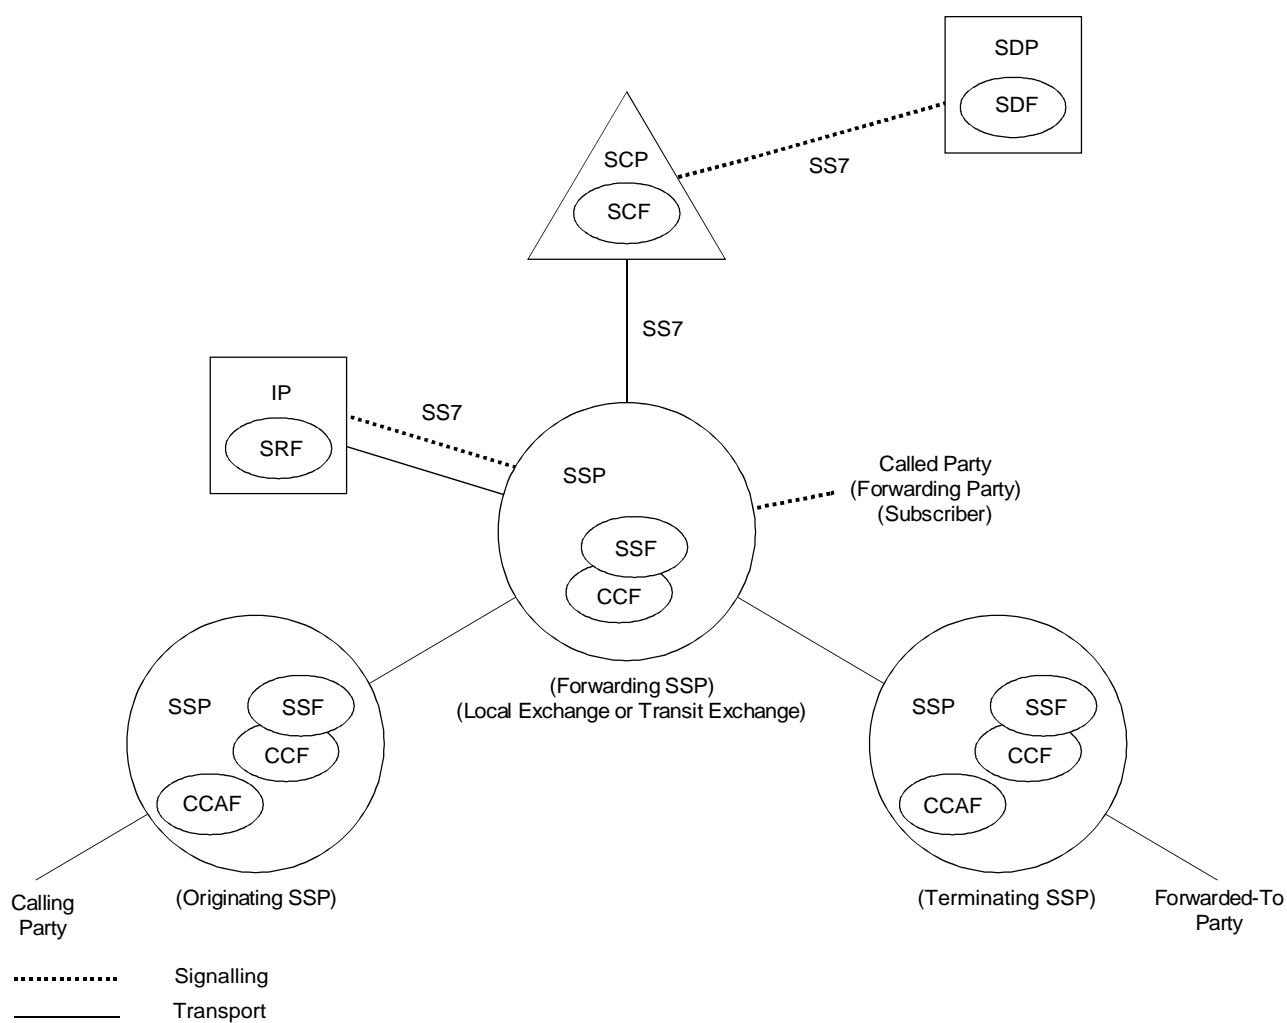 SDP
SDF
SS7
SCP
SCF
SS7
IP
SRF
SS7
SSP
SSF
CCF
Called Party
(Forwarding Party)
(Subscriber)
(Forwarding SSP)
(Local Exchange or Transit Exchange)
SSP
SSF
CCF
CCAF
SSP
SSF
CCF
CCAF
Calling
Party
(Originating SSP)
(Terminating SSP)
Forwarded-To
Party
Signalling
Transport